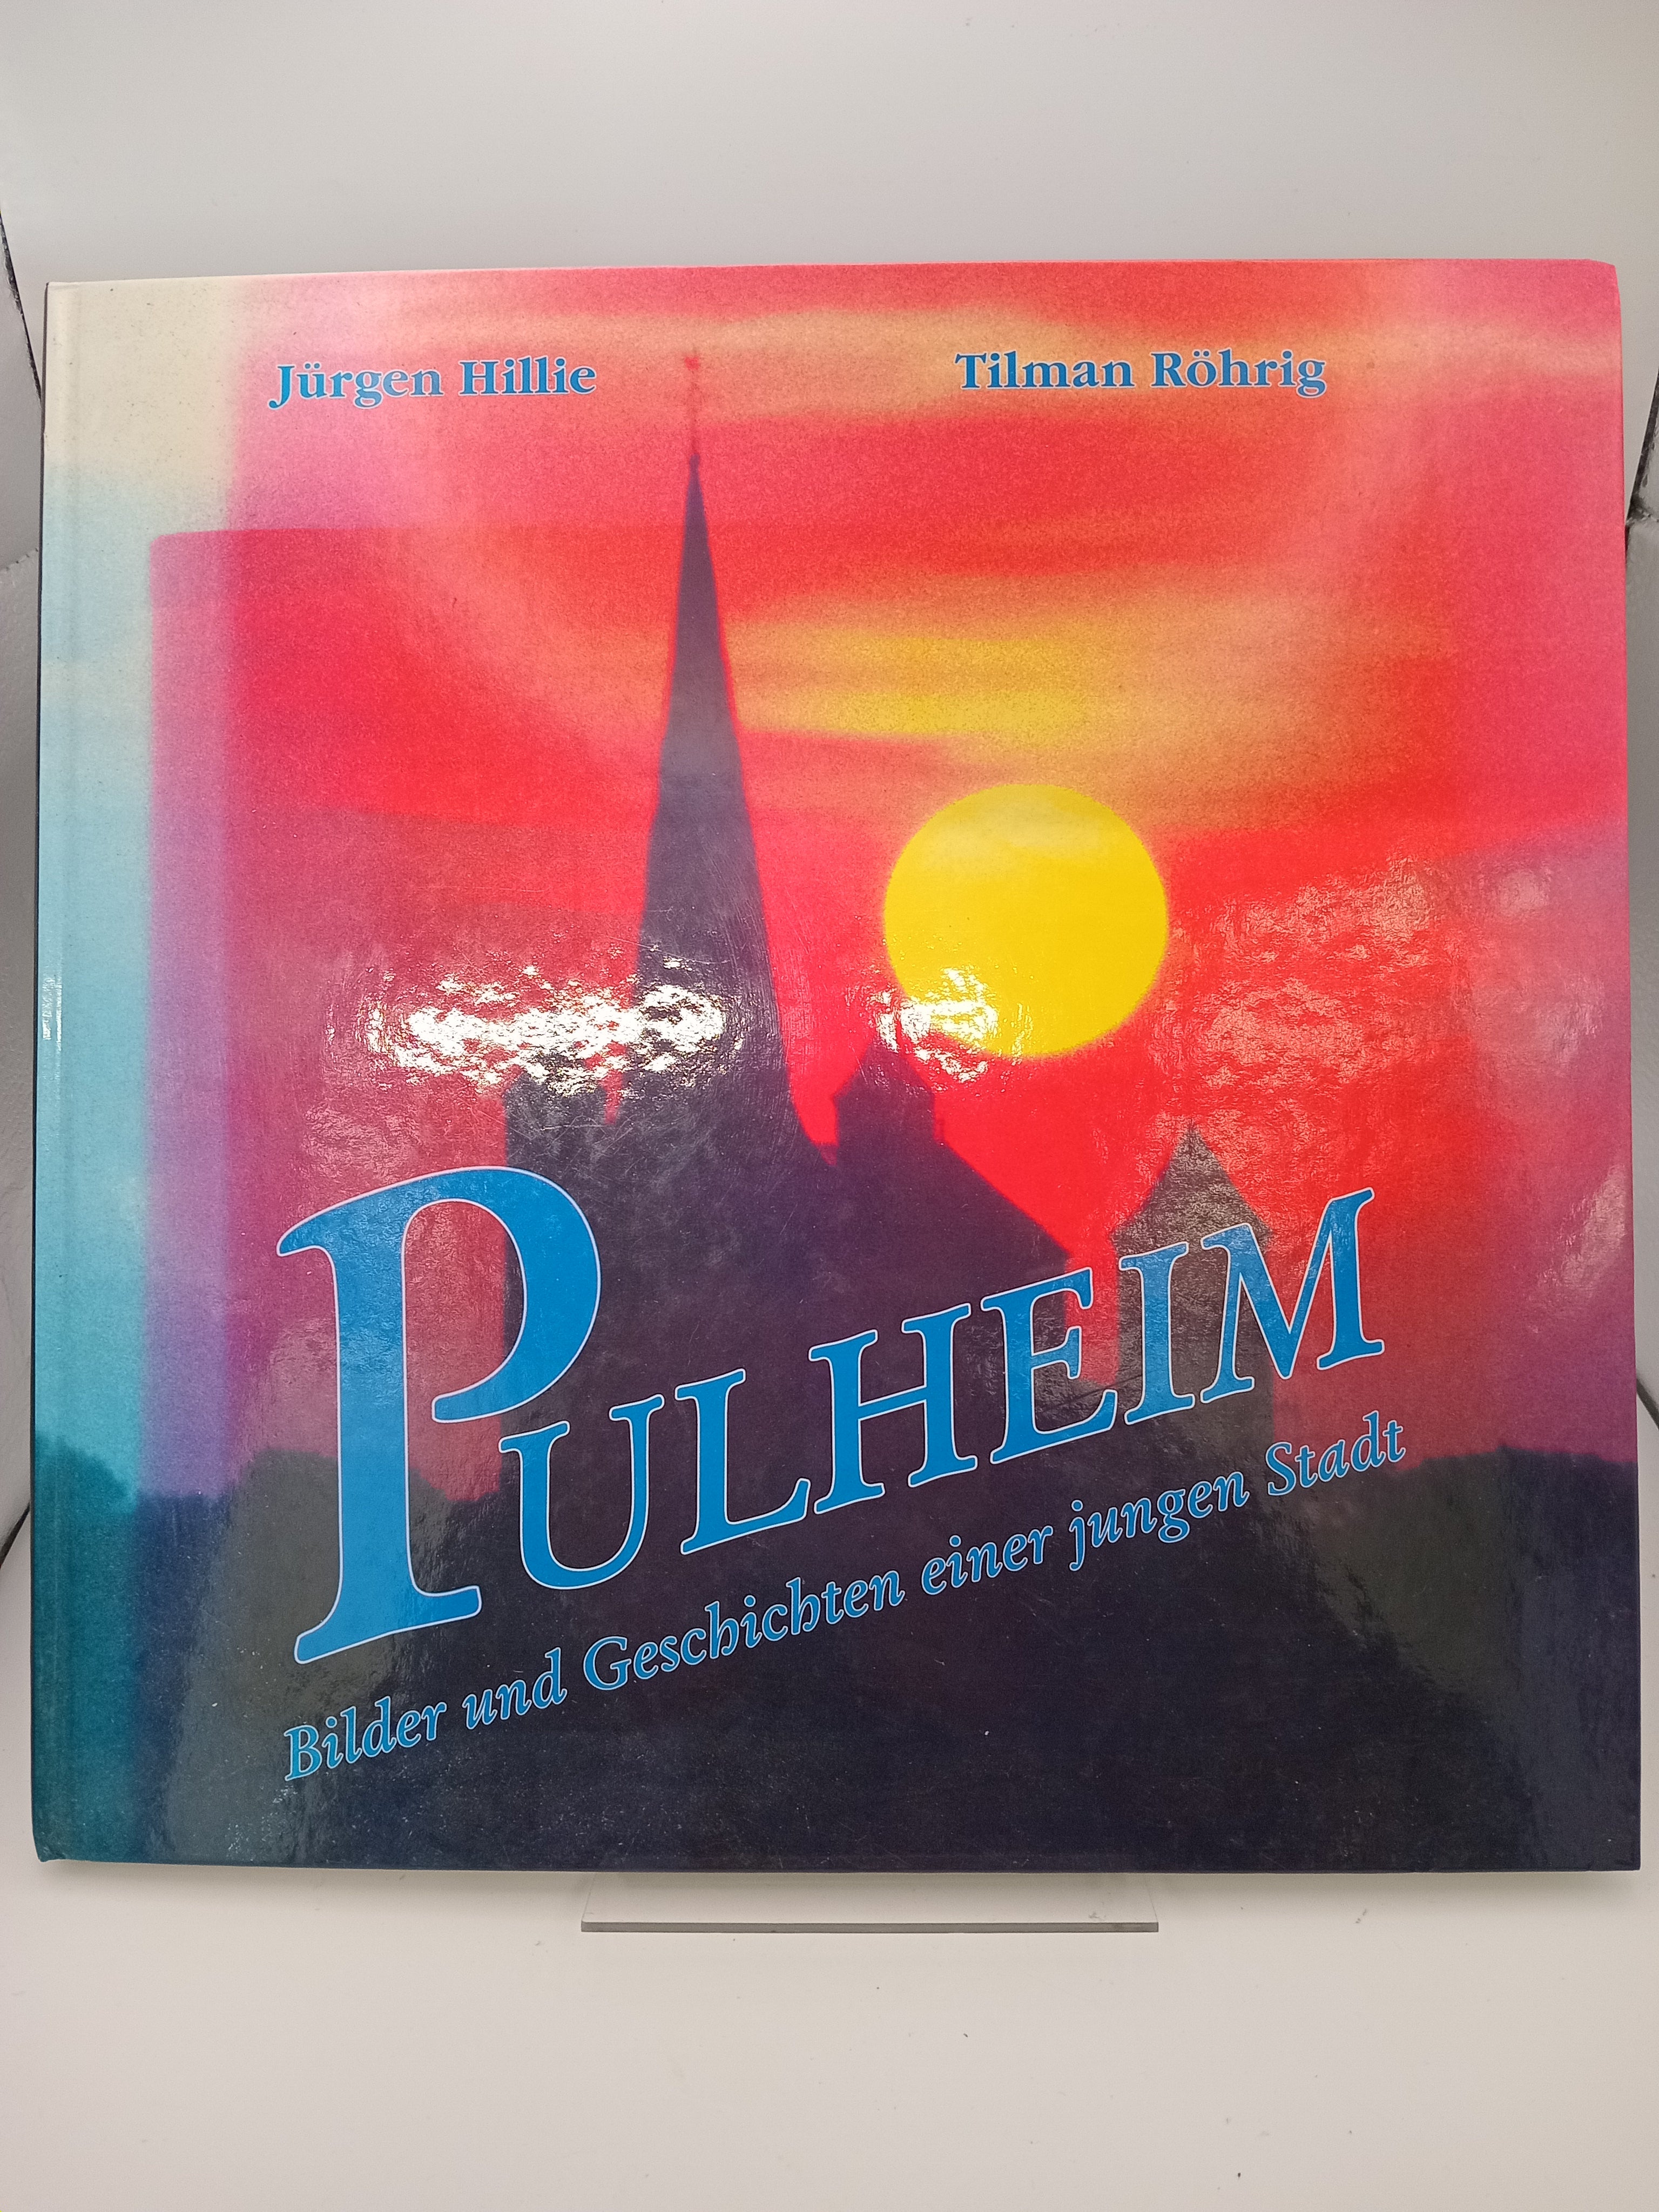 Jürgen Hillie
Tilman Röhrig
PULHEIM
Bilder und Geschichten einer jungen Stadt